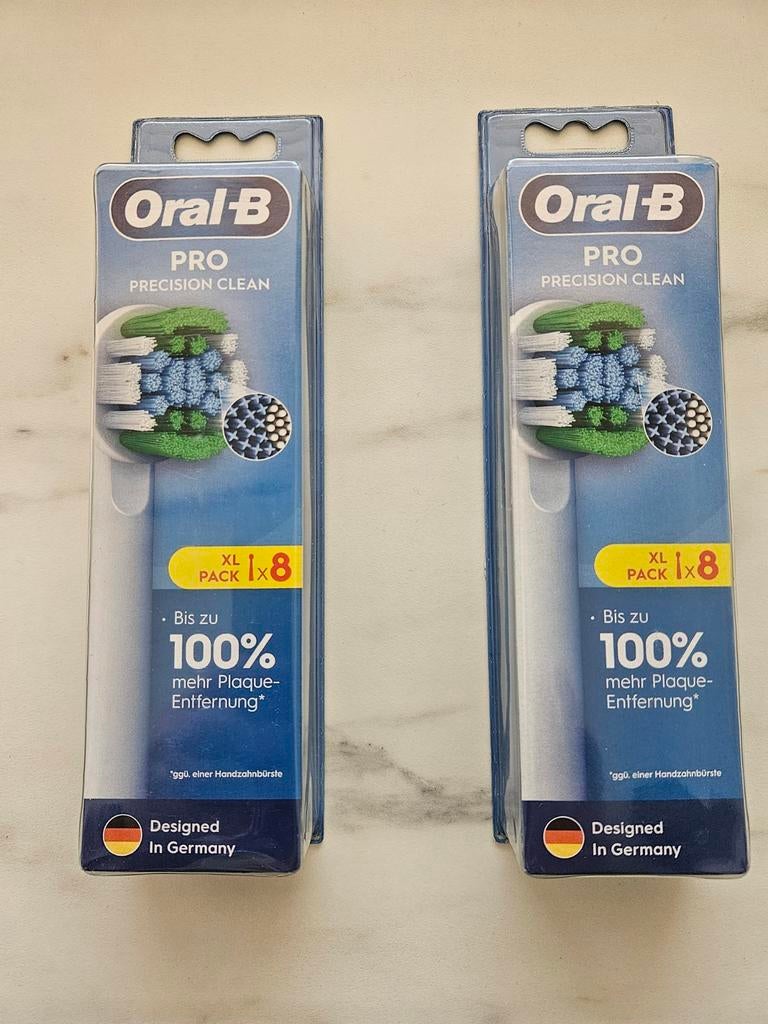 Oral-B
PRO
PRECISION CLEAN
XL
PACK x8
• Bis zu
100%
mehr Plaque-
Entfernung*
*ggü. einer Handzahnbürste
Designed
In Germany
Oral-B
PRO
PRECISION CLEAN
XL
PACK x8
• Bis zu
100%
mehr Plaque-
Entfernung*
*ggü. einer Handzahnbürste
Designed
In Germany